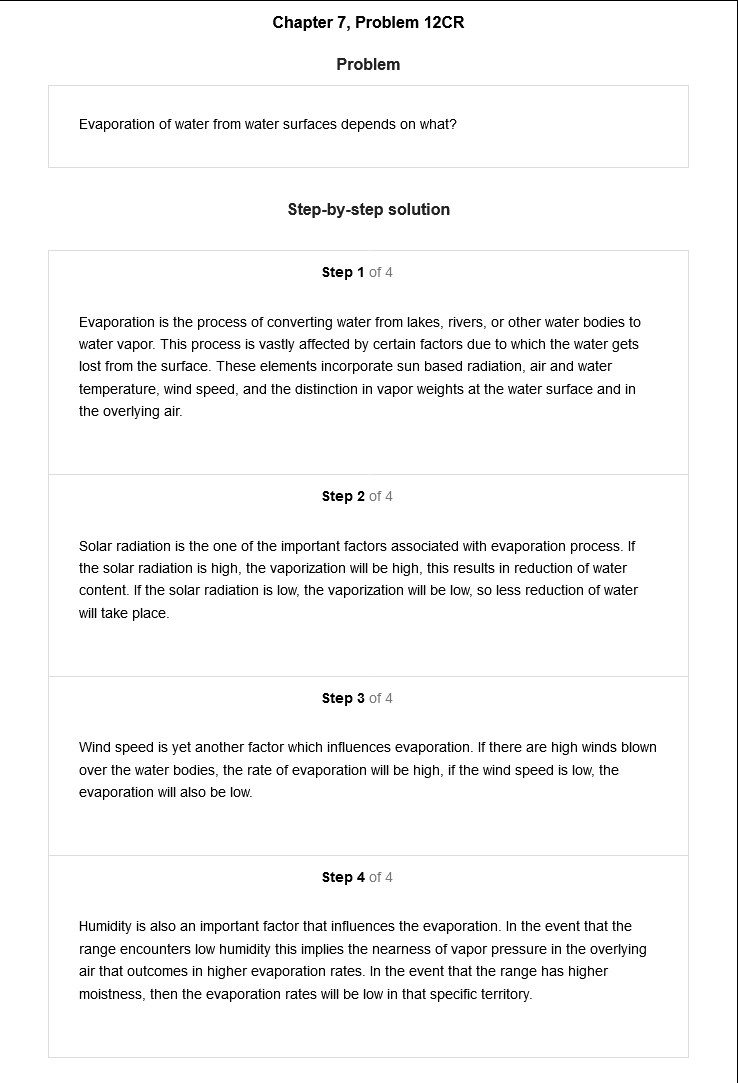 Chapter 7, Problem 12CR
Problem
Evaporation of water from water surfaces depends on what?
Step-by-step solution
Step 1 of 4
Evaporation is the process of converting water from lakes, rivers, or other water bodies to
water vapor. This process is vastly affected by certain factors due to which the water gets
lost from the surface. These elements incorporate sun based radiation, air and water
temperature, wind speed, and the distinction in vapor weights at the water surface and in
the overlying air.
Step 2 of 4
Solar radiation is the one of the important factors associated with evaporation process. If
the solar radiation is high, the vaporization will be high, this results in reduction of water
content. If the solar radiation is low, the vaporization will be low, so less reduction of water
will take place.
Step 3 of 4
Wind speed is yet another factor which influences evaporation. If there are high winds blown
over the water bodies, the rate of evaporation will be high, if the wind speed is low, the
evaporation will also be low.
Step 4 of 4
Humidity is also an important factor that influences the evaporation. In the event that the
range encounters low humidity this implies the nearness of vapor pressure in the overlying
air that outcomes in higher evaporation rates. In the event that the range has higher
moistness, then the evaporation rates will be low in that specific territory.